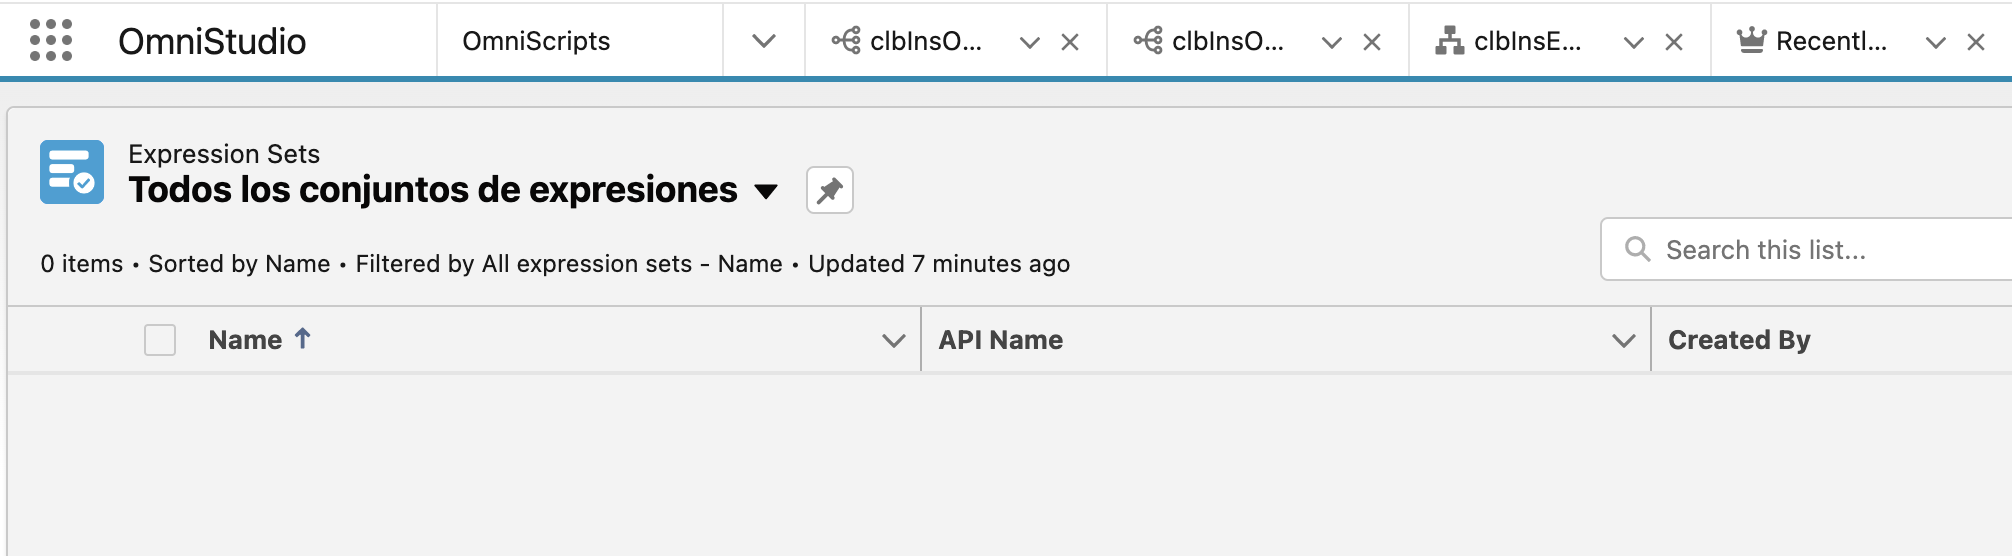 OmniStudio
OmniScripts
clbInsO...
clbInsO...
clbInsE...
RecentI...
Expression Sets
Todos los conjuntos de expresiones
0 items • Sorted by Name • Filtered by All expression sets - Name • Updated 7 minutes ago
Search this list...
Name
API Name
Created By